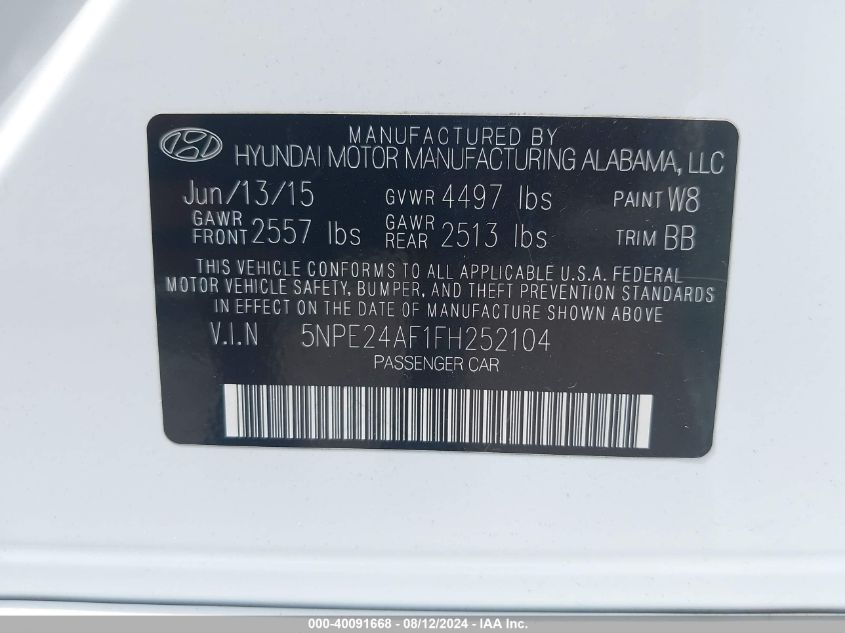 MANUFACTURED BY
HYUNDAI MOTOR MANUFACTURING ALABAMA, LLC
Jun/13/15 GVWR 4497 lbs PAINT W8
GAWR FRONT 2557 lbs GAWR REAR 2513 lbs TRIM BB
THIS VEHICLE CONFORMS TO ALL APPLICABLE U.S.A. FEDERAL
MOTOR VEHICLE SAFETY, BUMPER, AND THEFT PREVENTION STANDARDS
IN EFFECT ON THE DATE OF MANUFACTURE SHOWN ABOVE
V.I.N 5NPE24AF1FH252104
PASSENGER CAR
000-40091668 - 08/12/2024 - IAA Inc.